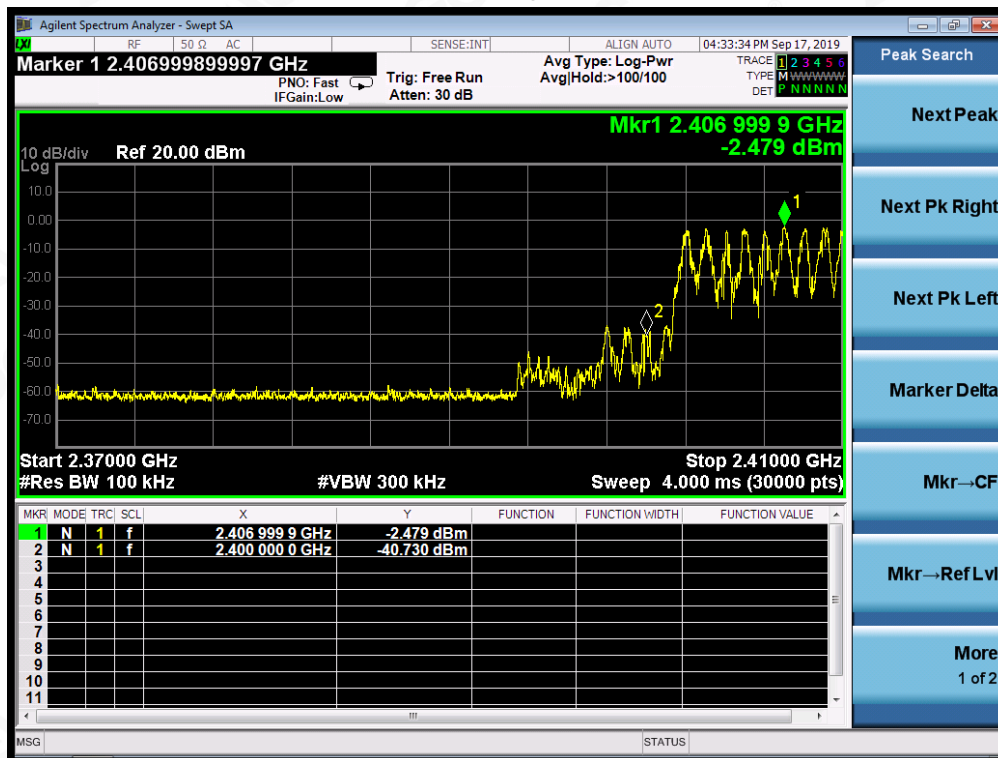 Agilent Spectrum Analyzer - Swept SA
LXI RF 50 Ω AC SENSE:INT ALIGN AUTO 04:33:34 PM Sep 17, 2019
Marker 1 2.406999899997 GHz
PNO: Fast
IFGain:Low
Trig: Free Run
Atten: 30 dB
Avg Type: Log-Pwr
Avg|Hold:>100/100
TRACE 1 2 3 4 5 6
TYPE M WWWWW
DET P N N N N N
Mkr1 2.406 999 9 GHz
-2.479 dBm
10 dB/div Ref 20.00 dBm
Log
10.0
0.00
-10.0
-20.0
-30.0
-40.0
-50.0
-60.0
-70.0
1
2
Start 2.37000 GHz Stop 2.41000 GHz
#Res BW 100 kHz #VBW 300 kHz Sweep 4.000 ms (30000 pts)
MKR MODE TRC SCL X Y FUNCTION FUNCTION WIDTH FUNCTION VALUE
1 N 1 f 2.406 999 9 GHz -2.479 dBm
2 N 1 f 2.400 000 0 GHz -40.730 dBm
3
4
5
6
7
8
9
10
11
MSG STATUS
Peak Search
Next Peak
Next Pk Right
Next Pk Left
Marker Delta
Mkr→CF
Mkr→Ref Lvl
More
1 of 2